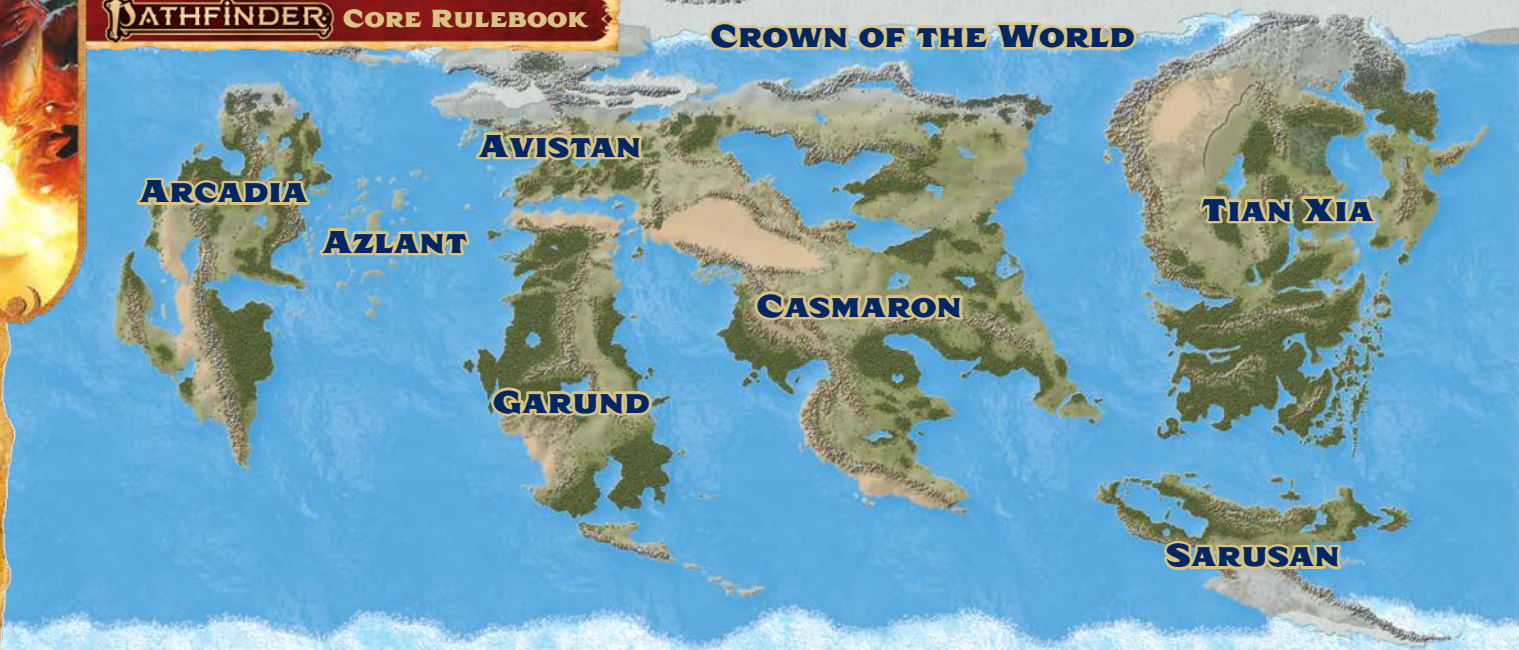 PATHFINDER CORE RULEBOOK
CROWN OF THE WORLD
AVISTAN
ARCADIA
TIAN XIA
AZLANT
CASMARON
GARUND
SARUSAN